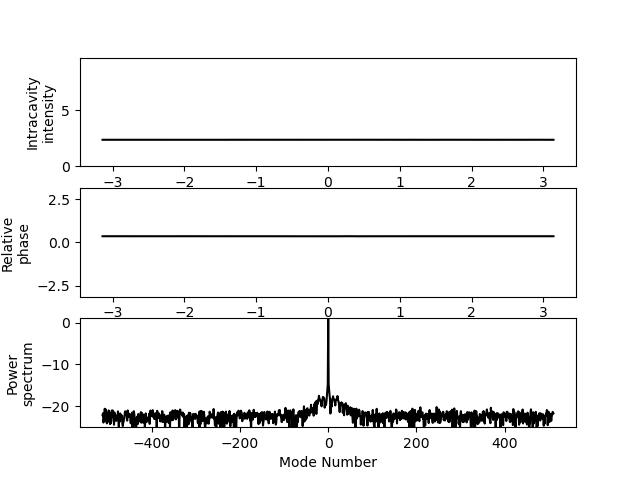 Intracavity
intensity
5
0
−3 −2 −1 0 1 2 3
Relative
phase
2.5
0.0
−2.5
−3 −2 −1 0 1 2 3
Power
spectrum
0
−10
−20
−400 −200 0 200 400
Mode Number